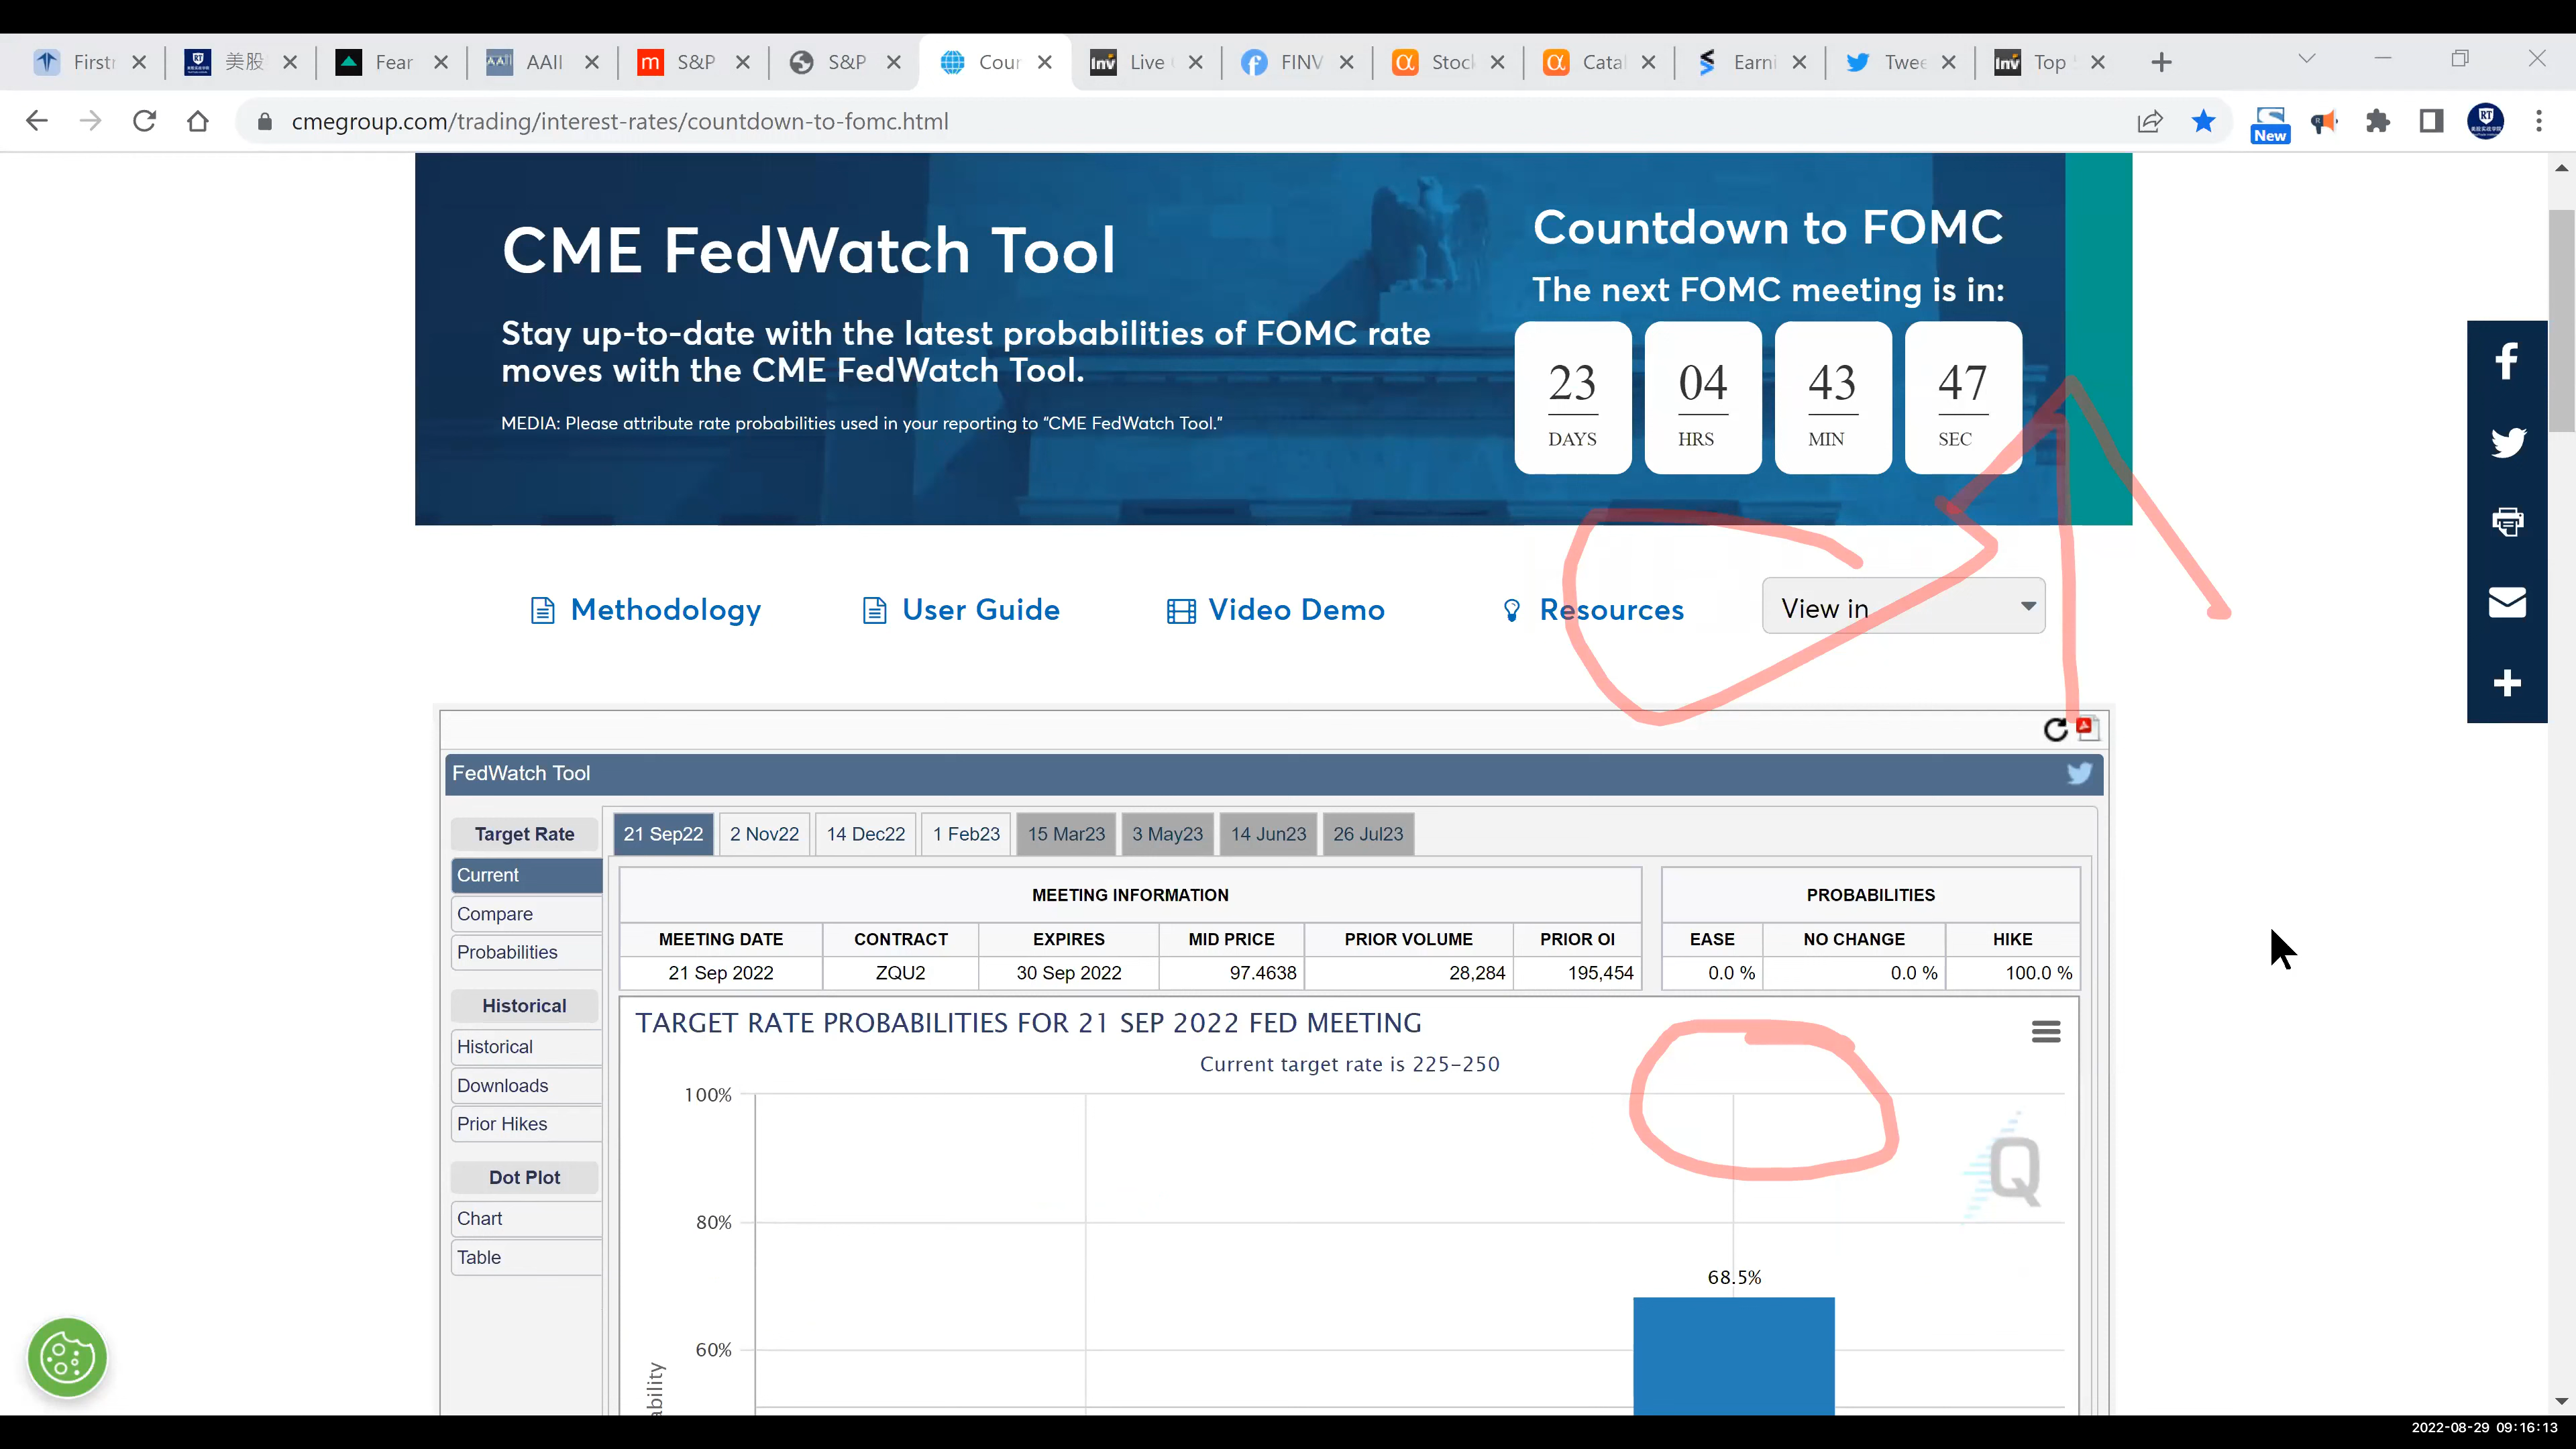 Firstr
美股
Fear
AAII
S&P
S&P
Cour
Live
FINV
Stock
Catal
Earni
Twee
Top
cmegroup.com/trading/interest-rates/countdown-to-fomc.html
New
CME FedWatch Tool
Stay up-to-date with the latest probabilities of FOMC rate
moves with the CME FedWatch Tool.
MEDIA: Please attribute rate probabilities used in your reporting to “CME FedWatch Tool.”
Countdown to FOMC
The next FOMC meeting is in:
23 04 43 47
DAYS HRS MIN SEC
Methodology User Guide Video Demo Resources View in
FedWatch Tool
Target Rate
Current
Compare
Probabilities
Historical
Historical
Downloads
Prior Hikes
Dot Plot
Chart
Table
21 Sep22 2 Nov22 14 Dec22 1 Feb23 15 Mar23 3 May23 14 Jun23 26 Jul23
MEETING INFORMATION
MEETING DATE CONTRACT EXPIRES MID PRICE PRIOR VOLUME PRIOR OI
21 Sep 2022 ZQU2 30 Sep 2022 97.4638 28,284 195,454
PROBABILITIES
EASE NO CHANGE HIKE
0.0 % 0.0 % 100.0 %
TARGET RATE PROBABILITIES FOR 21 SEP 2022 FED MEETING
Current target rate is 225–250
100%
80%
68.5%
60%
Q
2022-08-29 09:16:13